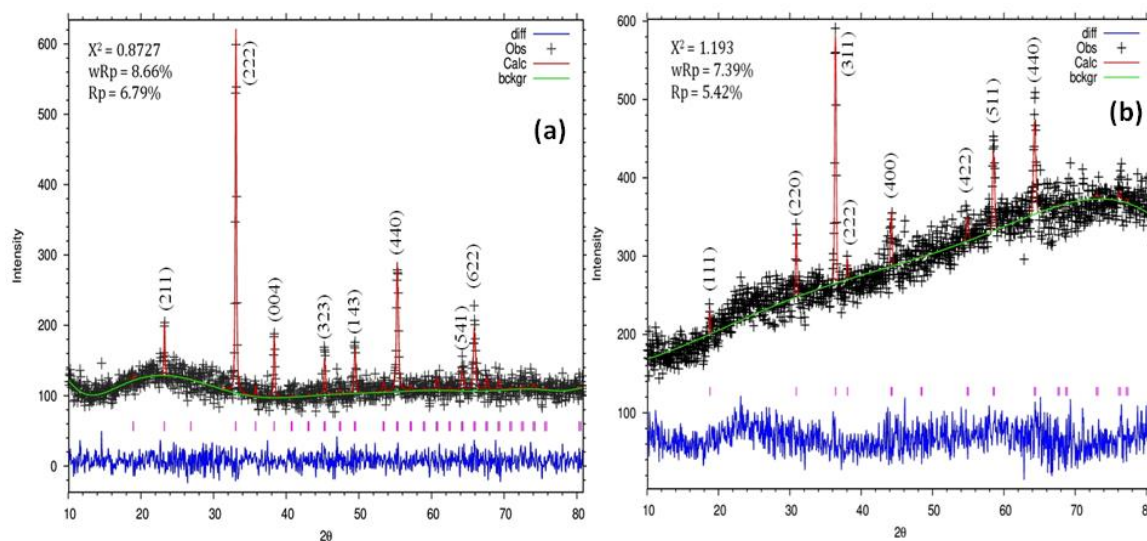 600
500
400
300
200
100
0
Intensity
X² = 0.8727
wRp = 8.66%
Rp = 6.79%
diff
Obs
Calc
bckgr
(a)
(211)
(222)
(004)
(323)
(143)
(440)
(541)
(622)
10 20 30 40 50 60 70 80
2θ
600
500
400
300
200
100
Intensity
X² = 1.193
wRp = 7.39%
Rp = 5.42%
diff
Obs
Calc
bckgr
(b)
(111)
(220)
(311)
(222)
(400)
(422)
(511)
(440)
10 20 30 40 50 60 70 80
2θ